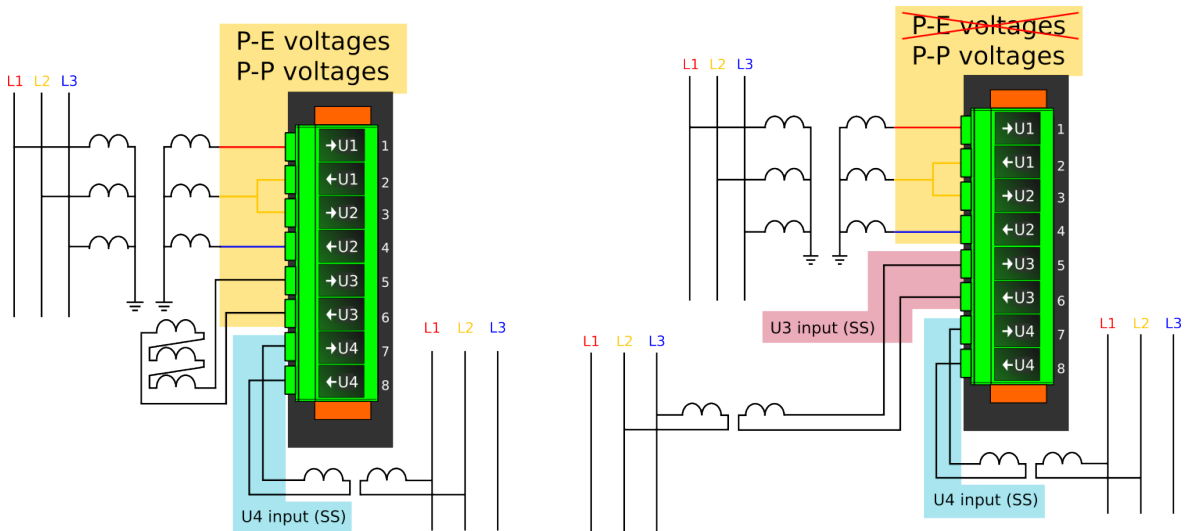 P-E voltages
P-P voltages
L1 L2 L3
→U1 1
←U1 2
→U2 3
←U2 4
→U3 5
←U3 6
→U4 7
←U4 8
L1 L2 L3
U4 input (SS)
P-E voltages
P-P voltages
L1 L2 L3
→U1 1
←U1 2
→U2 3
←U2 4
→U3 5
←U3 6
→U4 7
←U4 8
U3 input (SS)
L1 L2 L3
L1 L2 L3
U4 input (SS)